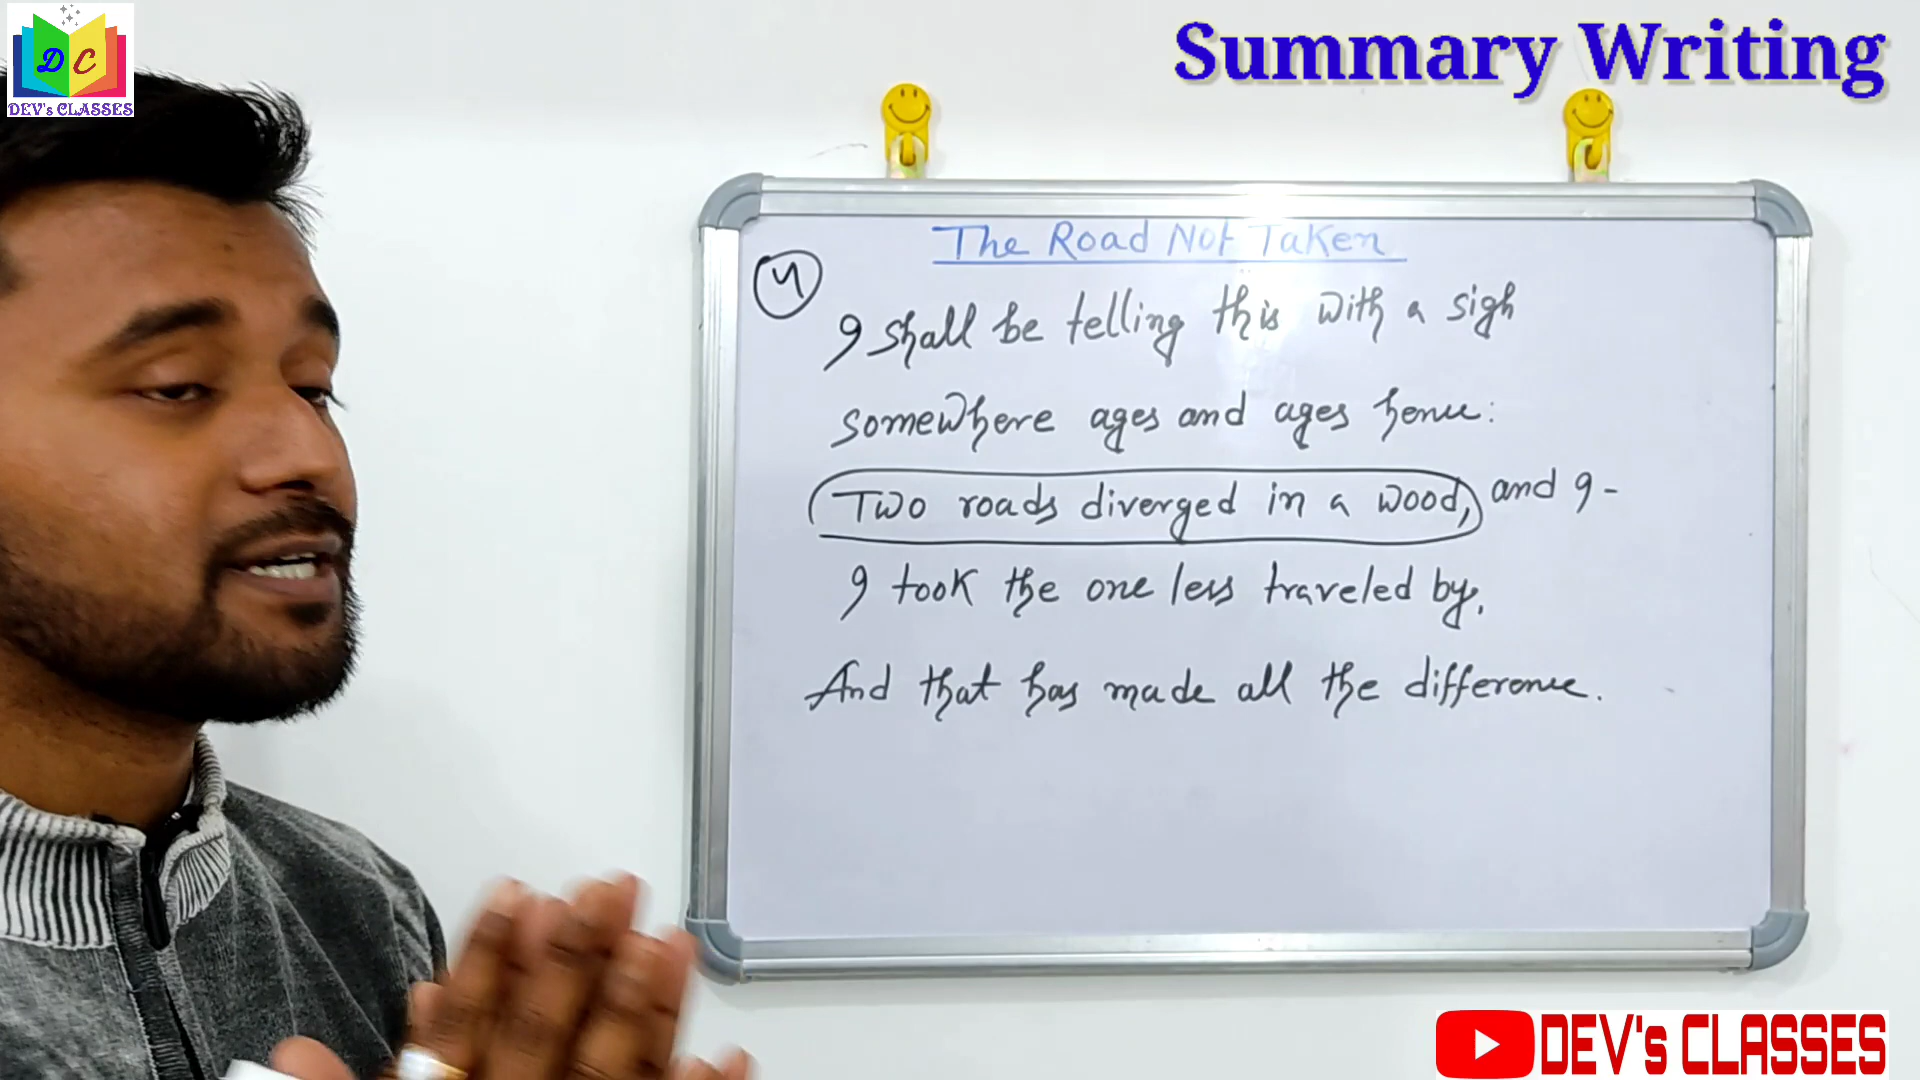 DC
DEV's CLASSES
Summary Writing
The Road Not Taken
4
I shall be telling this with a sigh
somewhere ages and ages hence:
Two roads diverged in a wood, and I -
I took the one less traveled by,
And that has made all the difference.
DEV's CLASSES